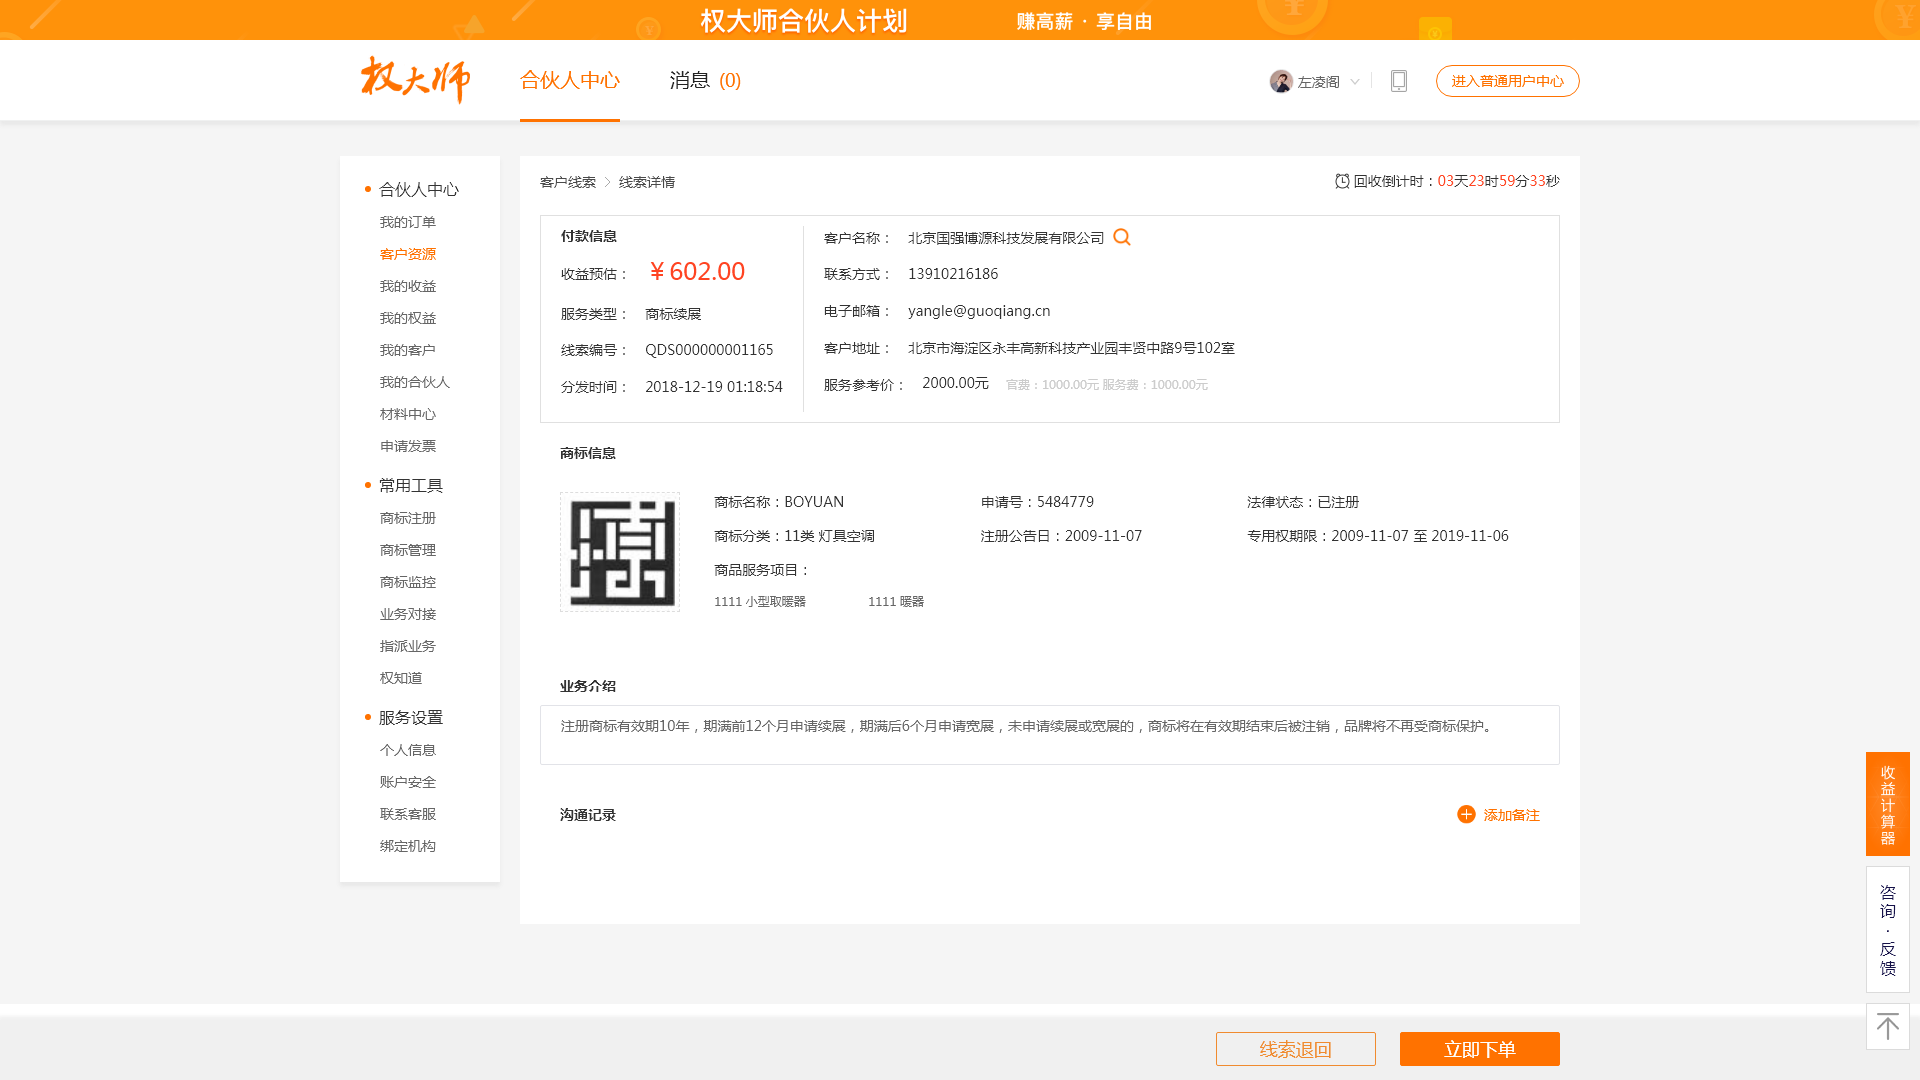 权大师合伙人计划 赚高薪 · 享自由
权大师
合伙人中心
消息 (0)
左凌阁
进入普通用户中心
合伙人中心
我的订单
客户资源
我的收益
我的权益
我的客户
我的合伙人
材料中心
申请发票
常用工具
商标注册
商标管理
商标监控
业务对接
指派业务
权知道
服务设置
个人信息
账户安全
联系客服
绑定机构
客户线索 > 线索详情
回收倒计时：03天23时59分33秒
付款信息
收益预估： ¥602.00
服务类型： 商标续展
线索编号： QDS000000001165
分发时间： 2018-12-19 01:18:54
客户名称： 北京国强博源科技发展有限公司
联系方式： 13910216186
电子邮箱： yangle@guoqiang.cn
客户地址： 北京市海淀区永丰高新科技产业园丰贤中路9号102室
服务参考价： 2000.00元 官费：1000.00元 服务费：1000.00元
商标信息
商标名称：BOYUAN 申请号：5484779 法律状态：已注册
商标分类：11类 灯具空调 注册公告日：2009-11-07 专用权期限：2009-11-07 至 2019-11-06
商品服务项目：
1111 小型取暖器 1111 暖器
业务介绍
注册商标有效期10年，期满前12个月申请续展，期满后6个月申请宽展，未申请续展或宽展的，商标将在有效期结束后被注销，品牌将不再受商标保护。
沟通记录
添加备注
收益计算器
咨询·反馈
线索退回
立即下单